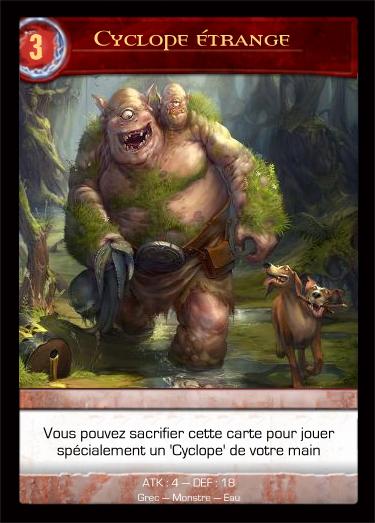 3
Cyclope étrange
Vous pouvez sacrifier cette carte pour jouer
spécialement un 'Cyclope' de votre main
ATK : 4 – DEF : 18
Grec – Monstre – Eau